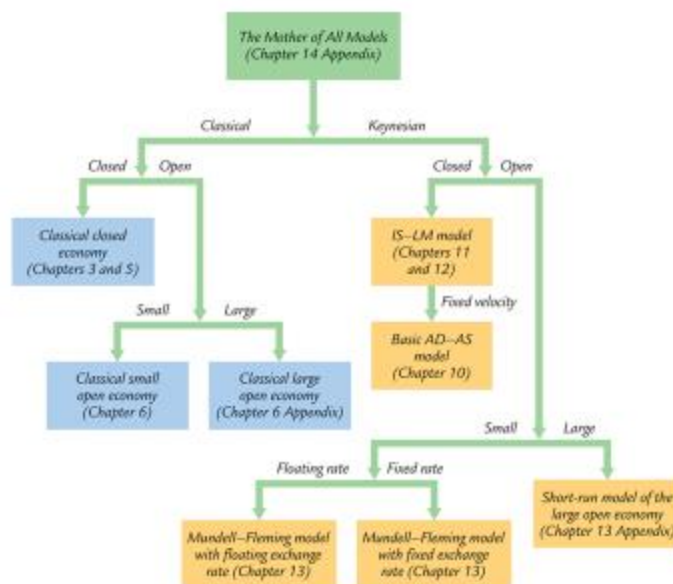 The Mother of All Models
(Chapter 14 Appendix)
Classical
Keynesian
Closed
Open
Closed
Open
Classical closed
economy
(Chapters 3 and 5)
IS–LM model
(Chapters 11
and 12)
Fixed velocity
Small
Large
Basic AD–AS
model
(Chapter 10)
Classical small
open economy
(Chapter 6)
Classical large
open economy
(Chapter 6 Appendix)
Small
Large
Floating rate
Fixed rate
Short-run model of the
large open economy
(Chapter 13 Appendix)
Mundell–Fleming model
with floating exchange
rate (Chapter 13)
Mundell–Fleming model
with fixed exchange
rate (Chapter 13)